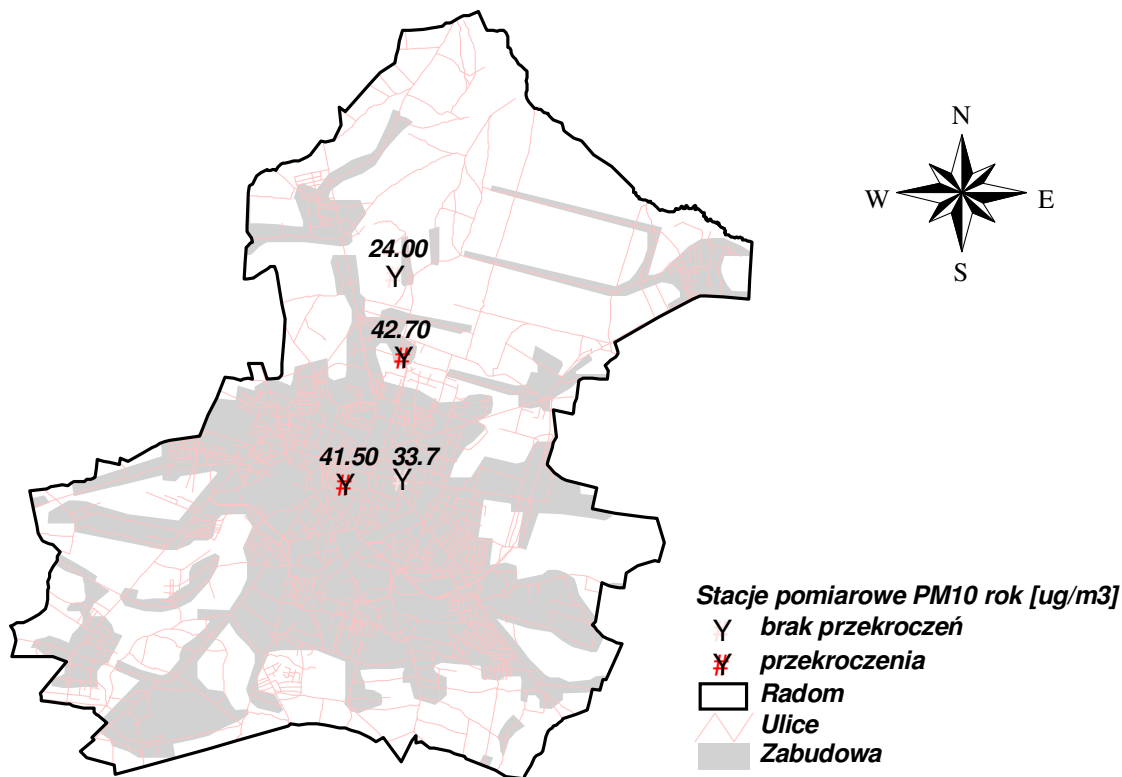 N
W
E
S
24.00
42.70
41.50
33.7
Stacje pomiarowe PM10 rok [ug/m3]
brak przekroczeń
przekroczenia
Radom
Ulice
Zabudowa